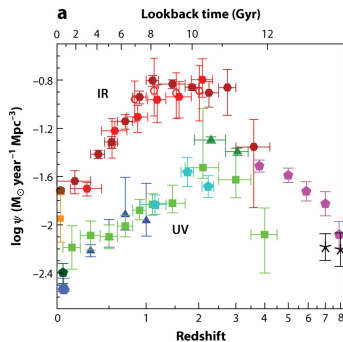 a
Lookback time (Gyr)
0 2 4 6 8 10 12
−0.8
IR
−1.2
log ψ (M⊙ year−1 Mpc−3)
−1.6
−2.0
UV
−2.4
0 1 2 3 4 5 6 7 8
Redshift